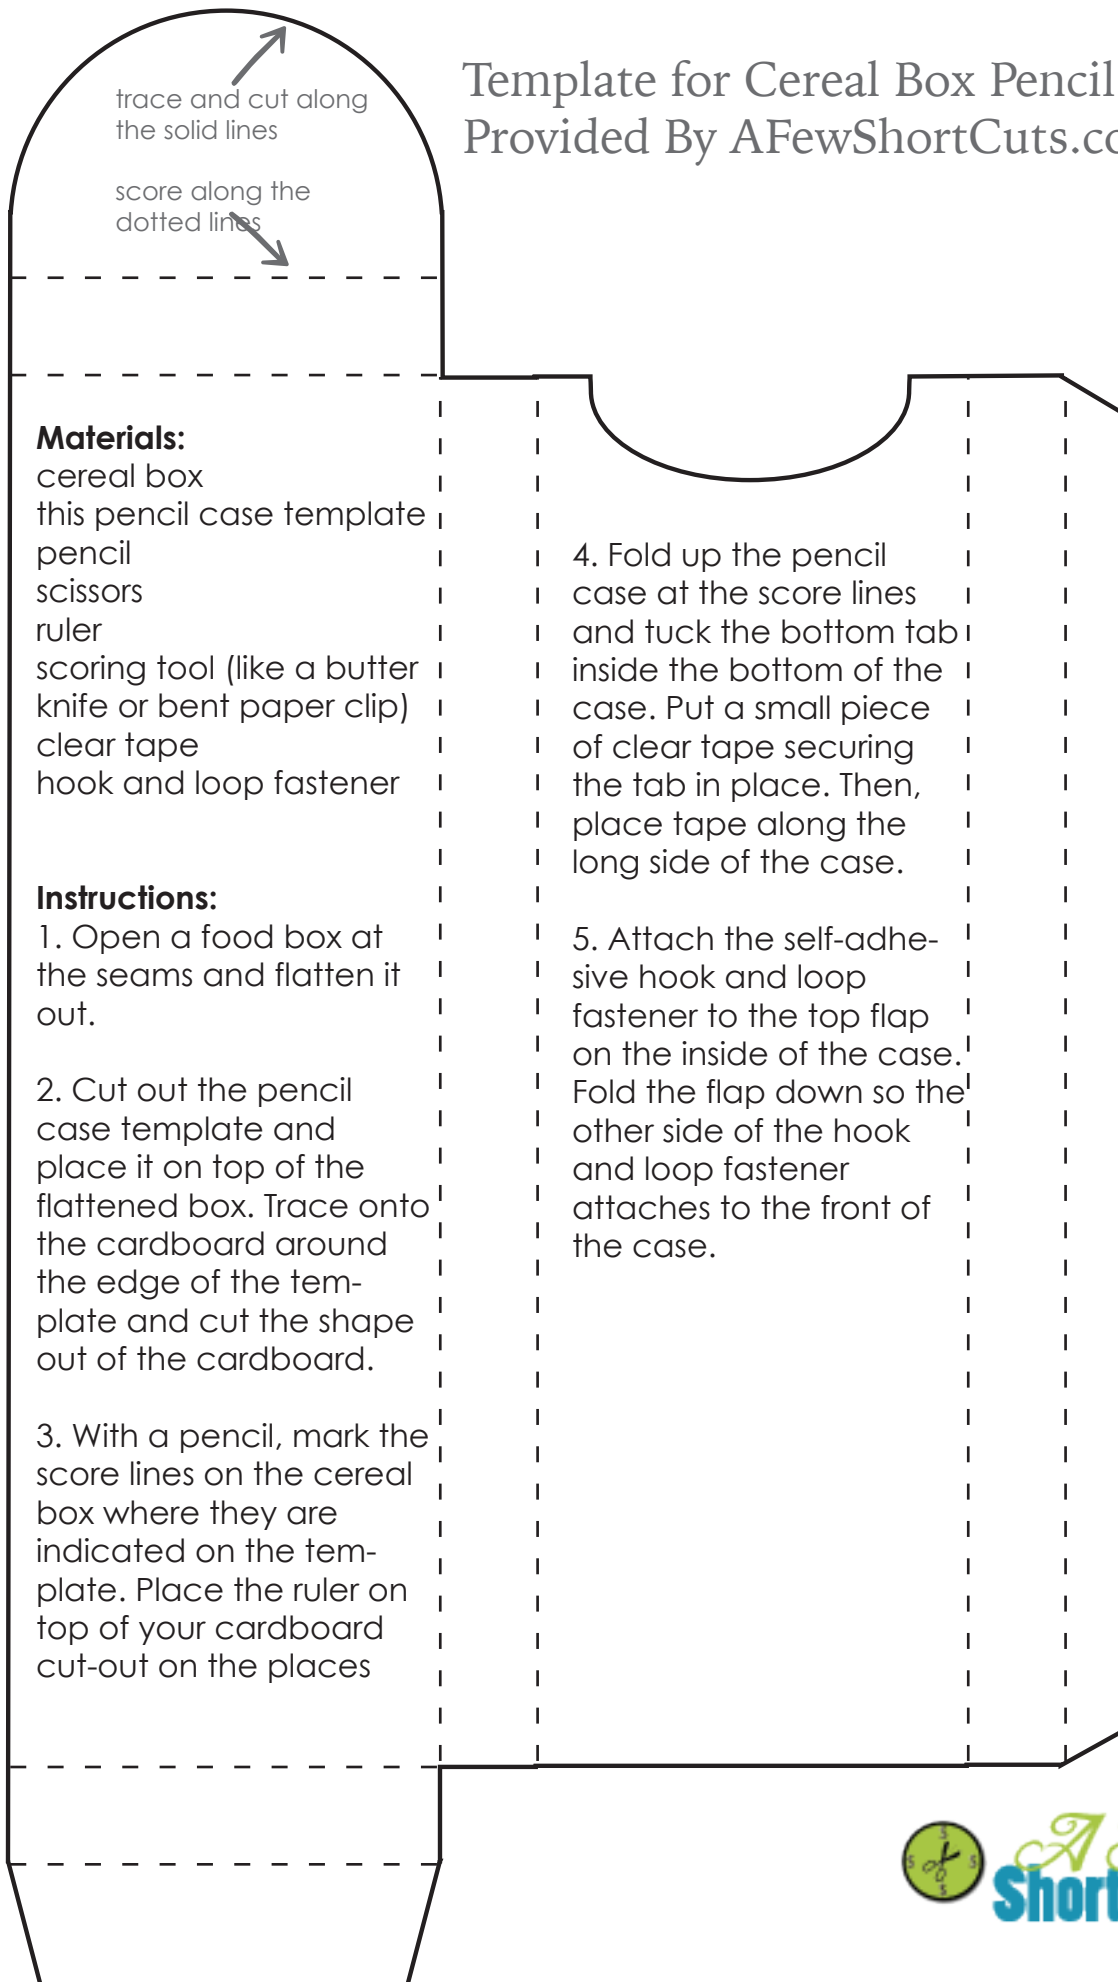 trace and cut along
the solid lines
score along the
dotted lines
Template for Cereal Box Pencil
Provided By AFewShortCuts.co
Materials:
cereal box
this pencil case template
pencil
scissors
ruler
scoring tool (like a butter
knife or bent paper clip)
clear tape
hook and loop fastener
Instructions:
1. Open a food box at
the seams and flatten it
out.
2. Cut out the pencil
case template and
place it on top of the
flattened box. Trace onto
the cardboard around
the edge of the tem-
plate and cut the shape
out of the cardboard.
3. With a pencil, mark the
score lines on the cereal
box where they are
indicated on the tem-
plate. Place the ruler on
top of your cardboard
cut-out on the places
4. Fold up the pencil
case at the score lines
and tuck the bottom tab
inside the bottom of the
case. Put a small piece
of clear tape securing
the tab in place. Then,
place tape along the
long side of the case.
5. Attach the self-adhe-
sive hook and loop
fastener to the top flap
on the inside of the case.
Fold the flap down so the
other side of the hook
and loop fastener
attaches to the front of
the case.
S
S S
S
A
Short